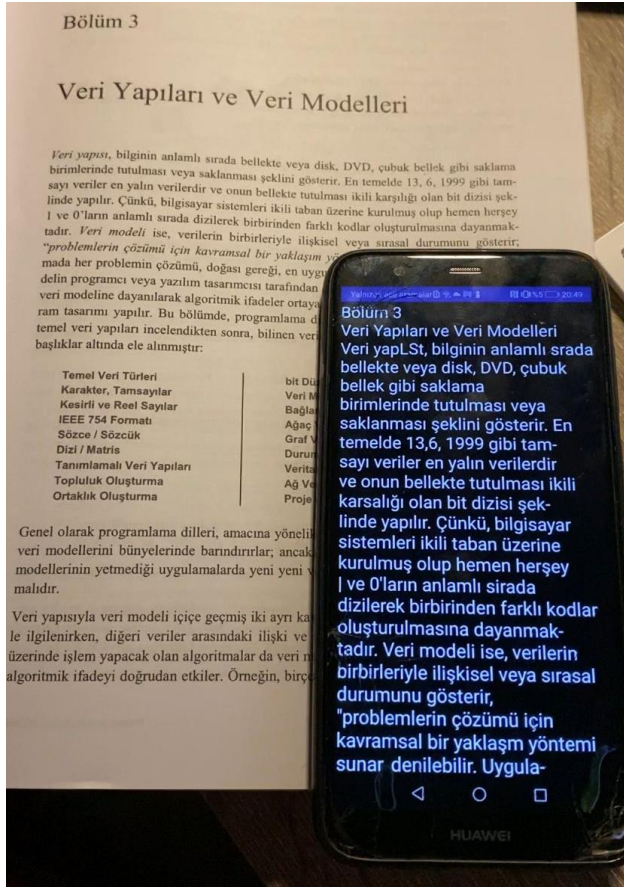 Bölüm 3
Veri Yapıları ve Veri Modelleri
Veri yapısı, bilginin anlamlı sırada bellekte veya disk, DVD, çubuk bellek gibi saklama
birimlerinde tutulması veya saklanması şeklini gösterir. En temelde 13, 6, 1999 gibi tam-
sayı veriler en yalın verilerdir ve onun bellekte tutulması ikili karşılığı olan bit dizisi şek-
linde yapılır. Çünkü, bilgisayar sistemleri ikili taban üzerine kurulmuş olup hemen herşey
1 ve 0'ların anlamlı sırada dizilerek birbirinden farklı kodlar oluşturulmasına dayanmak-
tadır. Veri modeli ise, verilerin birbirleriyle ilişkisel veya sırasal durumunu gösterir;
"problemlerin çözümü için kavramsal bir yaklaşım yö
mada her problemin çözümü, doğası gereği, en uygu
delin programcı veya yazılım tasarımcısı tarafından
veri modeline dayanılarak algoritmik ifadeler ortaya
ram tasarımı yapılır. Bu bölümde, programlama d
temel veri yapıları incelendikten sonra, bilinen veri
başlıklar altında ele alınmıştır:
Temel Veri Türleri
Karakter, Tamsayılar
Kesirli ve Reel Sayılar
IEEE 754 Formatı
Sözce / Sözcük
Dizi / Matris
Tanımlamalı Veri Yapıları
Topluluk Oluşturma
Ortaklık Oluşturma
bit Dü
Veri M
Bağla
Ağaç
Graf V
Durun
Verita
Ağ Ve
Proje
Genel olarak programlama dilleri, amacına yönelik
veri modellerini bünyelerinde barındırırlar; ancak
modellerinin yetmediği uygulamalarda yeni yeni v
malıdır.
Veri yapısıyla veri modeli içiçe geçmiş iki ayrı ka
le ilgilenirken, diğeri veriler arasındaki ilişki ve
üzerinde işlem yapacak olan algoritmalar da veri m
algoritmik ifadeyi doğrudan etkiler. Örneğin, birço
%5 20:49
Bölüm 3
Veri Yapıları ve Veri Modelleri
Veri yapLSt, bilginin anlamlı srada
bellekte veya disk, DVD, çubuk
bellek gibi saklama
birimlerinde tutulması veya
saklanması şeklini gösterir. En
temelde 13,6, 1999 gibi tam-
sayı veriler en yalın verilerdir
ve onun bellekte tutulması ikili
karsalığı olan bit dizisi şek-
linde yapılır. Çünkü, bilgisayar
sistemleri ikili taban üzerine
kurulmuş olup hemen herşey
| ve 0'ların anlamlı sirada
dizilerek birbirinden farklı kodlar
oluşturulmasına dayanmak-
tadır. Veri modeli ise, verilerin
birbirleriyle ilişkisel veya sırasal
durumunu gösterir,
"problemlerin çözümü için
kavramsal bir yaklaşm yöntemi
sunar denilebilir. Uygula-
HUAWEI